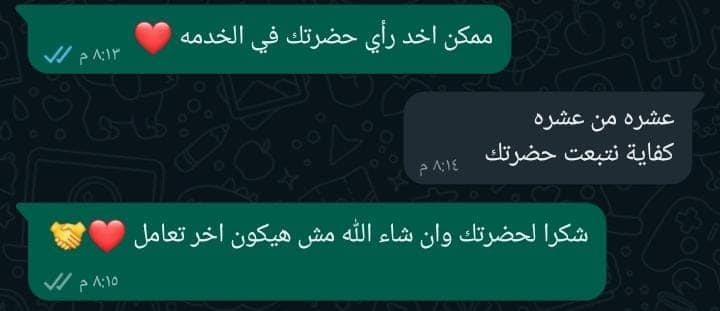 ممكن اخد رأي حضرتك في الخدمه ❤️
٨:١٣ م
عشره من عشره
كفاية نتبعت حضرتك
٨:١٤ م
شكرا لحضرتك وان شاء الله مش هيكون اخر تعامل ❤️🤝
٨:١٥ م